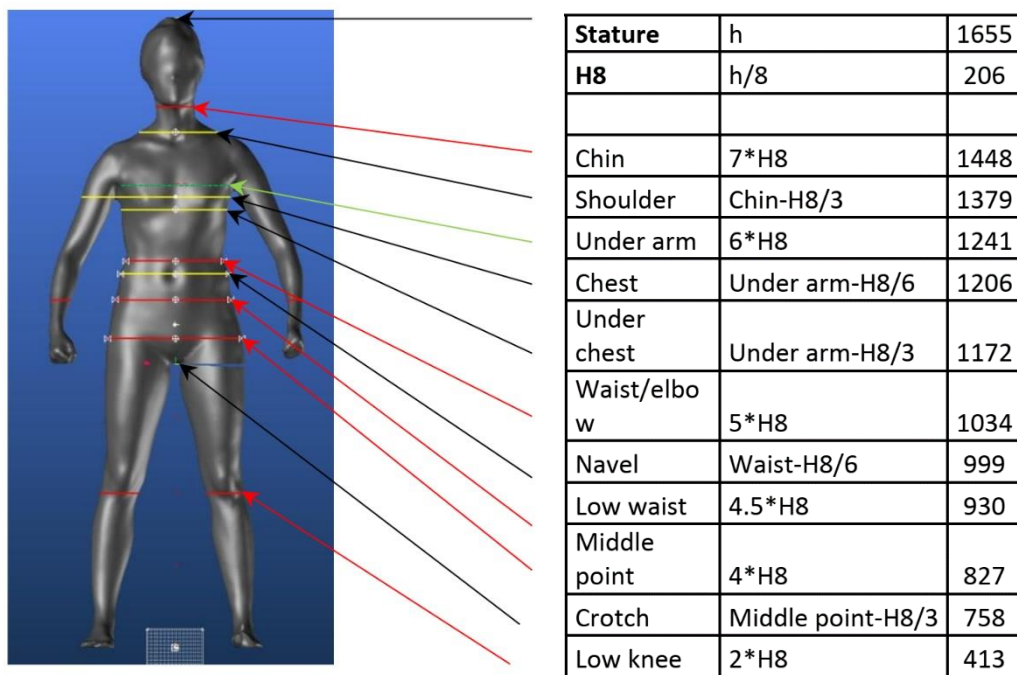 Stature h 1655
H8 h/8 206
Chin 7*H8 1448
Shoulder Chin-H8/3 1379
Under arm 6*H8 1241
Chest Under arm-H8/6 1206
Under
chest Under arm-H8/3 1172
Waist/elbo
w 5*H8 1034
Navel Waist-H8/6 999
Low waist 4.5*H8 930
Middle
point 4*H8 827
Crotch Middle point-H8/3 758
Low knee 2*H8 413